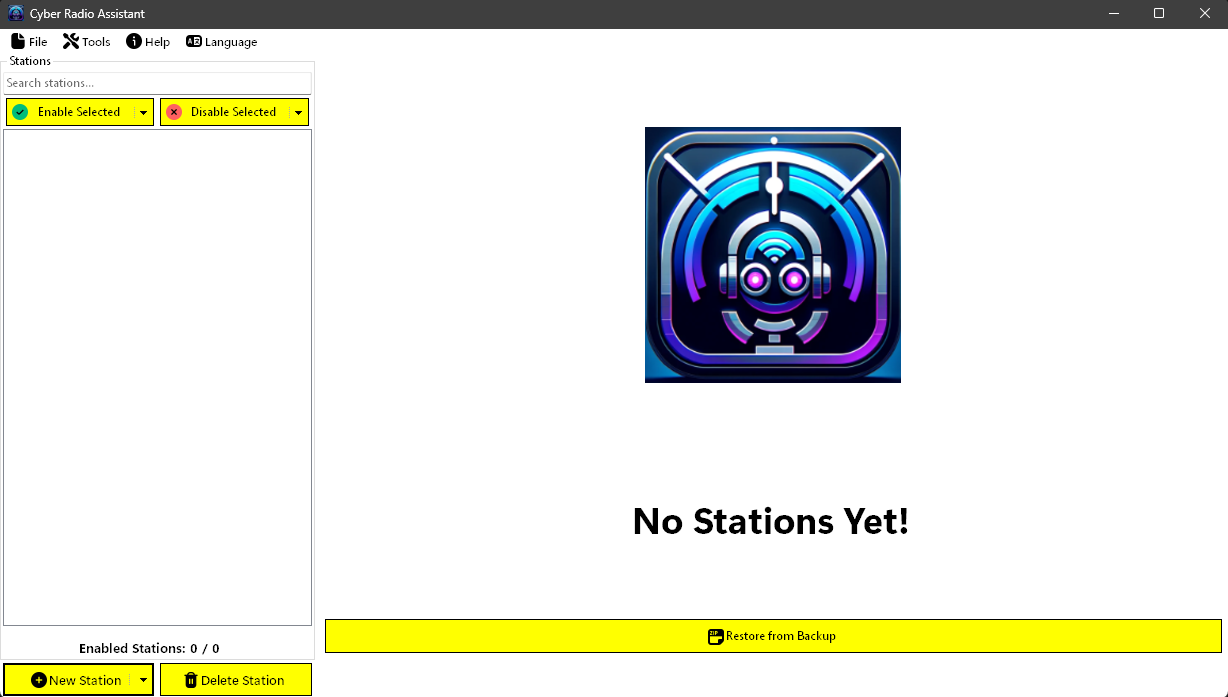 Cyber Radio Assistant
File Tools Help Language
Stations
Search stations...
Enable Selected Disable Selected
No Stations Yet!
ZIP Restore from Backup
Enabled Stations: 0 / 0
New Station Delete Station